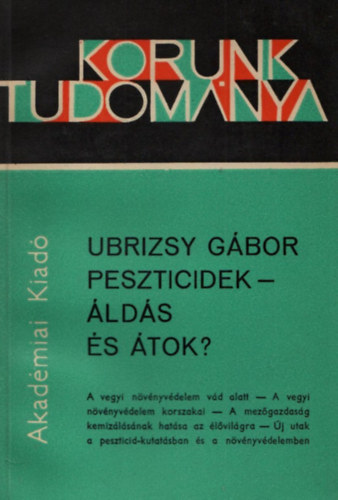 KORUNK
TUDOMÁNYA
Akadémiai Kiadó
UBRIZSY GÁBOR
PESZTICIDEK –
ÁLDÁS
ÉS ÁTOK?
A vegyi növényvédelem vád alatt — A vegyi
növényvédelem korszakai — A mezőgazdaság
kemizálásának hatása az élővilágra — Új utak
a peszticid-kutatásban és a növényvédelemben